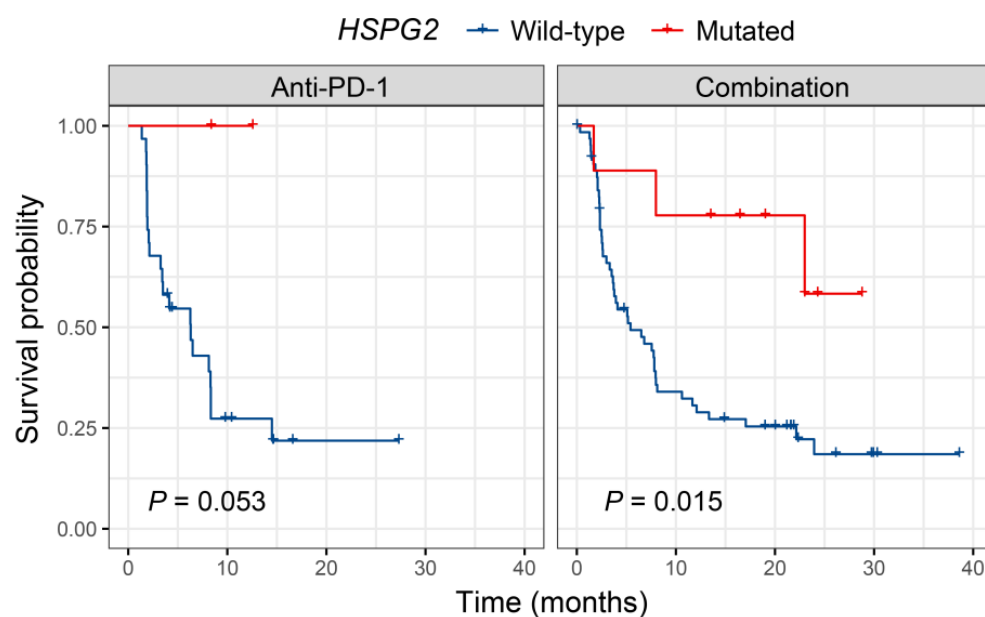 HSPG2 Wild-type Mutated
Anti-PD-1 Combination
Survival probability
1.00
0.75
0.50
0.25
0.00
P = 0.053
P = 0.015
0 10 20 30 40 0 10 20 30 40
Time (months)